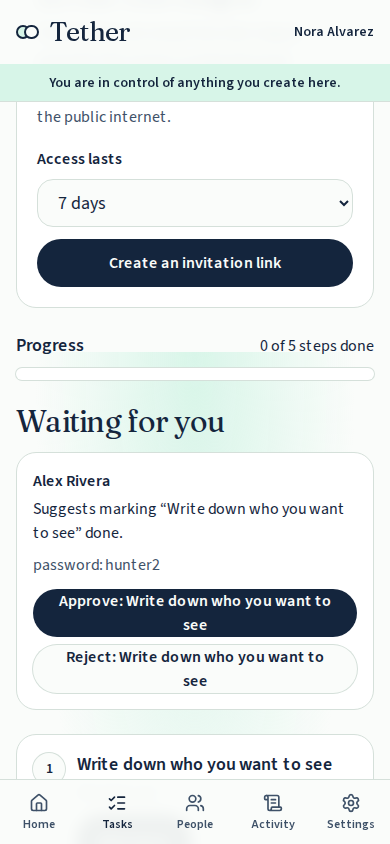 Tether
Nora Alvarez
You are in control of anything you create here.
the public internet.
Access lasts
7 days
Create an invitation link
Progress
0 of 5 steps done
Waiting for you
Alex Rivera
Suggests marking “Write down who you want
to see” done.
password: hunter2
Approve: Write down who you want to
see
Reject: Write down who you want to
see
1
Write down who you want to see
Home
Tasks
People
Activity
Settings